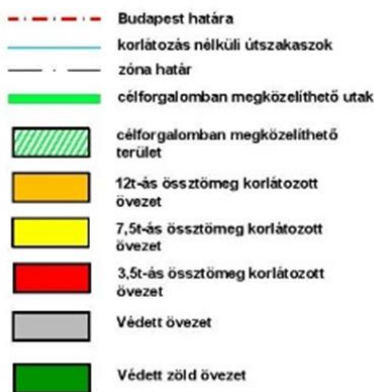 Budapest határa
korlátozás nélküli útszakaszok
zóna határ
célforgalomban megközelíthető utak
célforgalomban megközelíthető
terület
12t-ás össztömeg korlátozott
övezet
7,5t-ás össztömeg korlátozott
övezet
3,5t-ás össztömeg korlátozott
övezet
Védett övezet
Védett zöld övezet